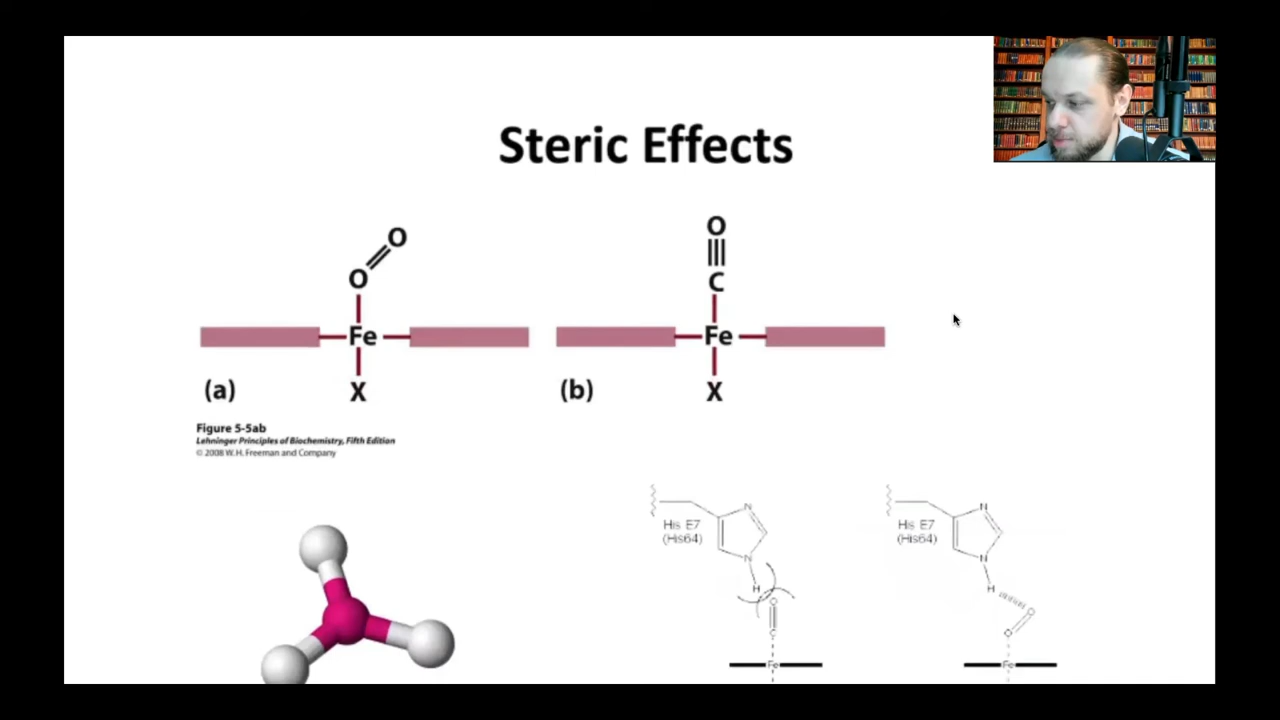 Steric Effects
O
O
Fe
X
(a)
O
C
Fe
X
(b)
Figure 5-5ab
Lehninger Principles of Biochemistry, Fifth Edition
© 2008 W. H. Freeman and Company
N
His E7
(His64)
N
H
O
C
Fe
N
His E7
(His64)
N
H
O
O
Fe